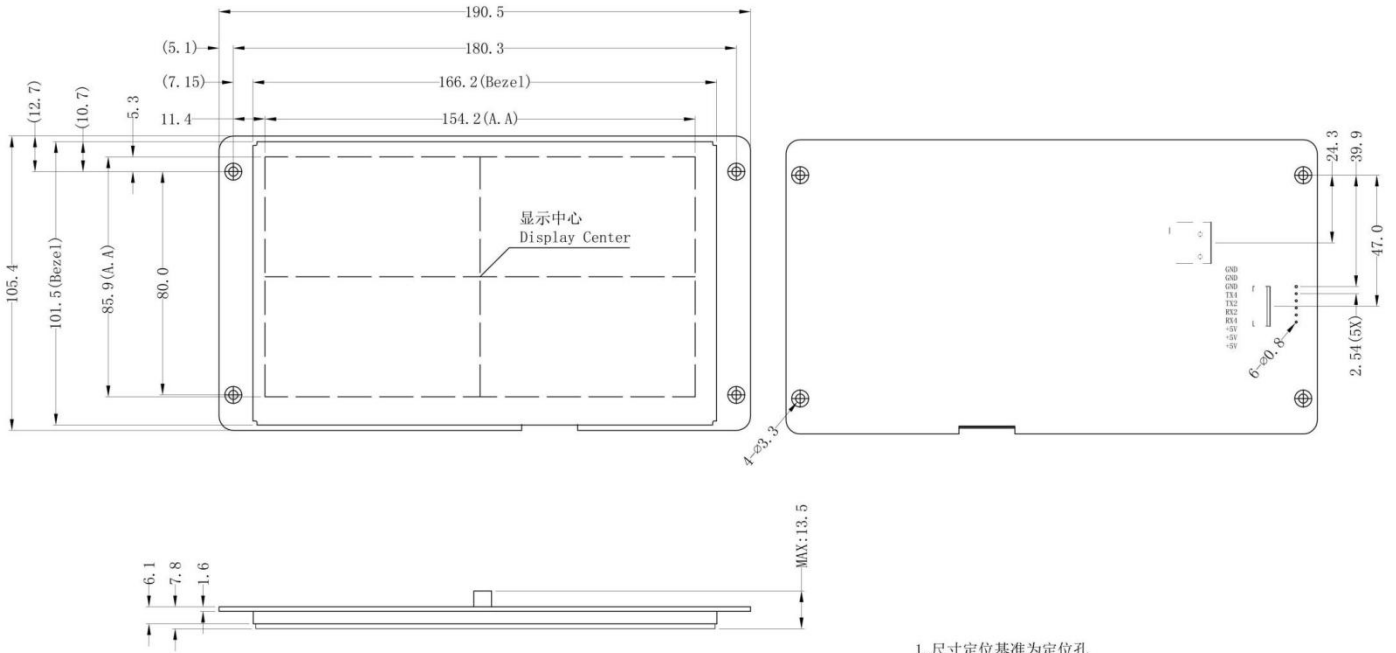 190.5
(5.1)
180.3
(7.15)
166.2(Bezel)
(12.7)
(10.7)
5.3
11.4
154.2(A.A)
24.3
39.9
显示中心
Display Center
105.4
101.5(Bezel)
85.9(A.A)
80.0
47.0
GND
GND
GND
TX4
TX2
RX2
RX4
+5V
+5V
+5V
6-⌀0.8
2.54(5X)
4-⌀3.3
6.1
7.8
1.6
MAX:13.5
1.尺寸定位基准为定位孔